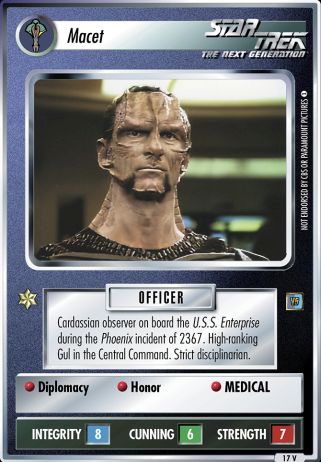 Macet
STAR TREK
THE NEXT GENERATION
NOT ENDORSED BY CBS OR PARAMOUNT PICTURES
OFFICER
Cardassian observer on board the U.S.S. Enterprise
during the Phoenix incident of 2367. High-ranking
Gul in the Central Command. Strict disciplinarian.
Diplomacy Honor MEDICAL
INTEGRITY 8 CUNNING 6 STRENGTH 7
17 V